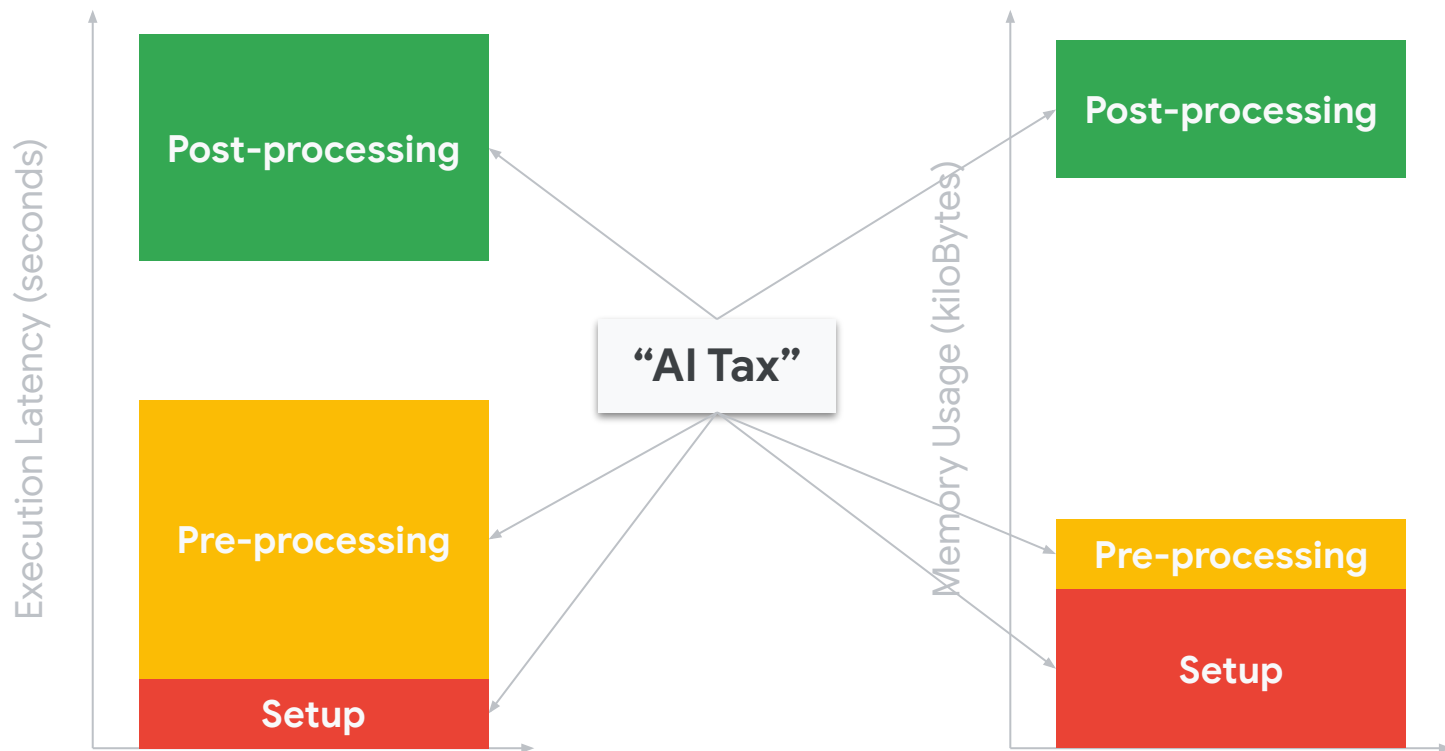 Execution Latency (seconds)
Post-processing
Pre-processing
Setup
“AI Tax”
Memory Usage (kiloBytes)
Post-processing
Pre-processing
Setup